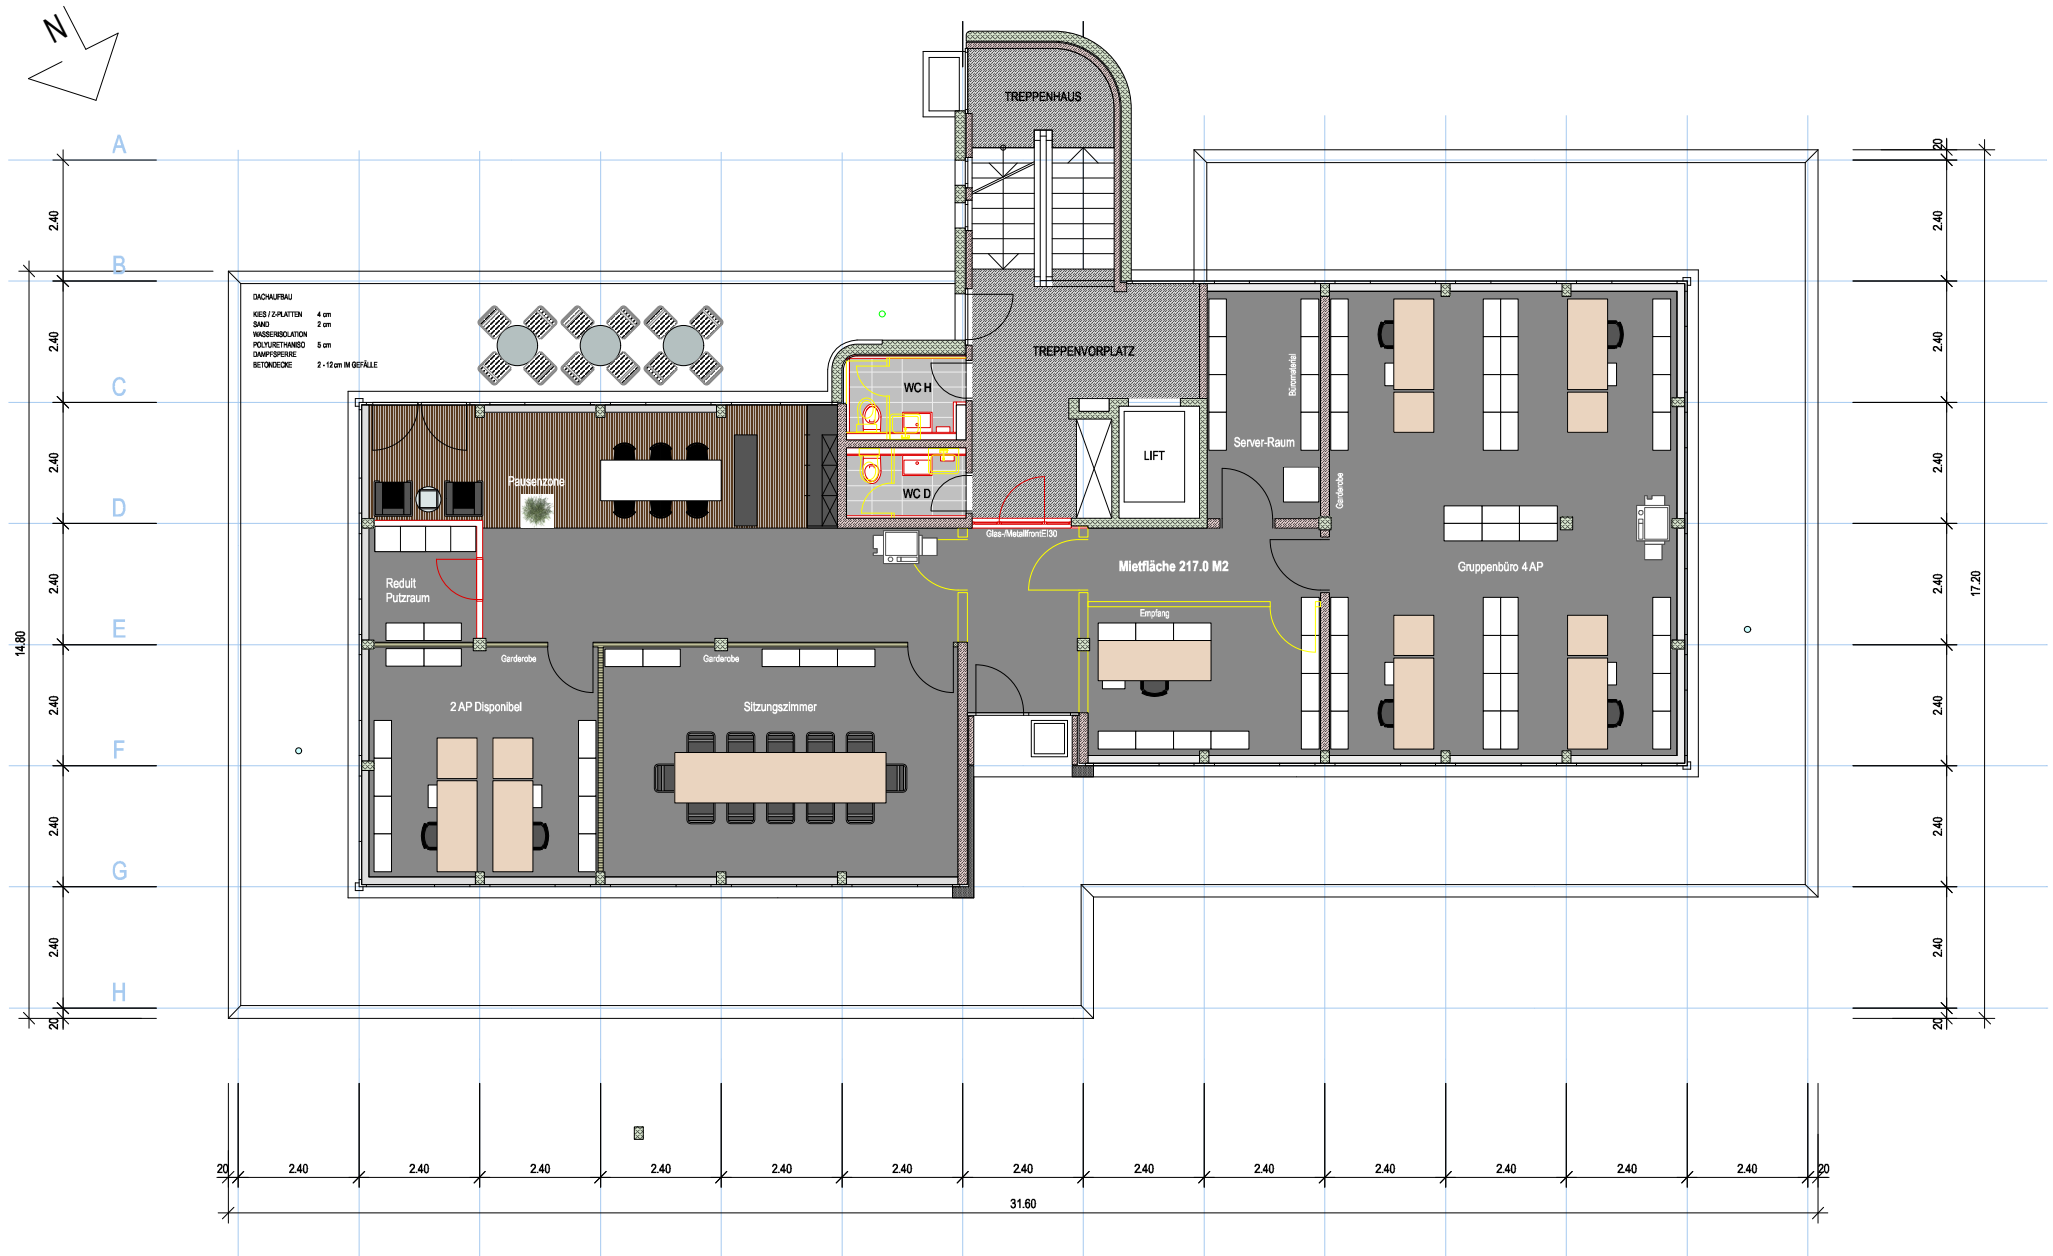 N
TREPPENHAUS
A
20
2.40
2.40
B
DACHAUFBAU
KIES / Z-PLATTEN 4 cm
SAND 2 cm
WASSERISOLATION
POLYURETHANISO 5 cm
DAMPFSPERRE
BETONDECKE 2 - 12 cm IM GEFÄLLE
2.40
TREPPENVORPLATZ
Büromaterial
2.40
C
WC H
Server-Raum
LIFT
2.40
2.40
Pausenzone
WC D
Garderobe
D
Glas-/MetallfrontEI30
Mietfläche 217.0 M2
Gruppenbüro 4 AP
2.40
2.40
17.20
Reduit
Putzraum
Empfang
E
14.80
Garderobe
Garderobe
2 AP Disponibel
Sitzungszimmer
2.40
2.40
F
2.40
2.40
G
2.40
2.40
H
20
20
20
2.40
2.40
2.40
2.40
2.40
2.40
2.40
2.40
2.40
2.40
2.40
2.40
2.40
20
31.60